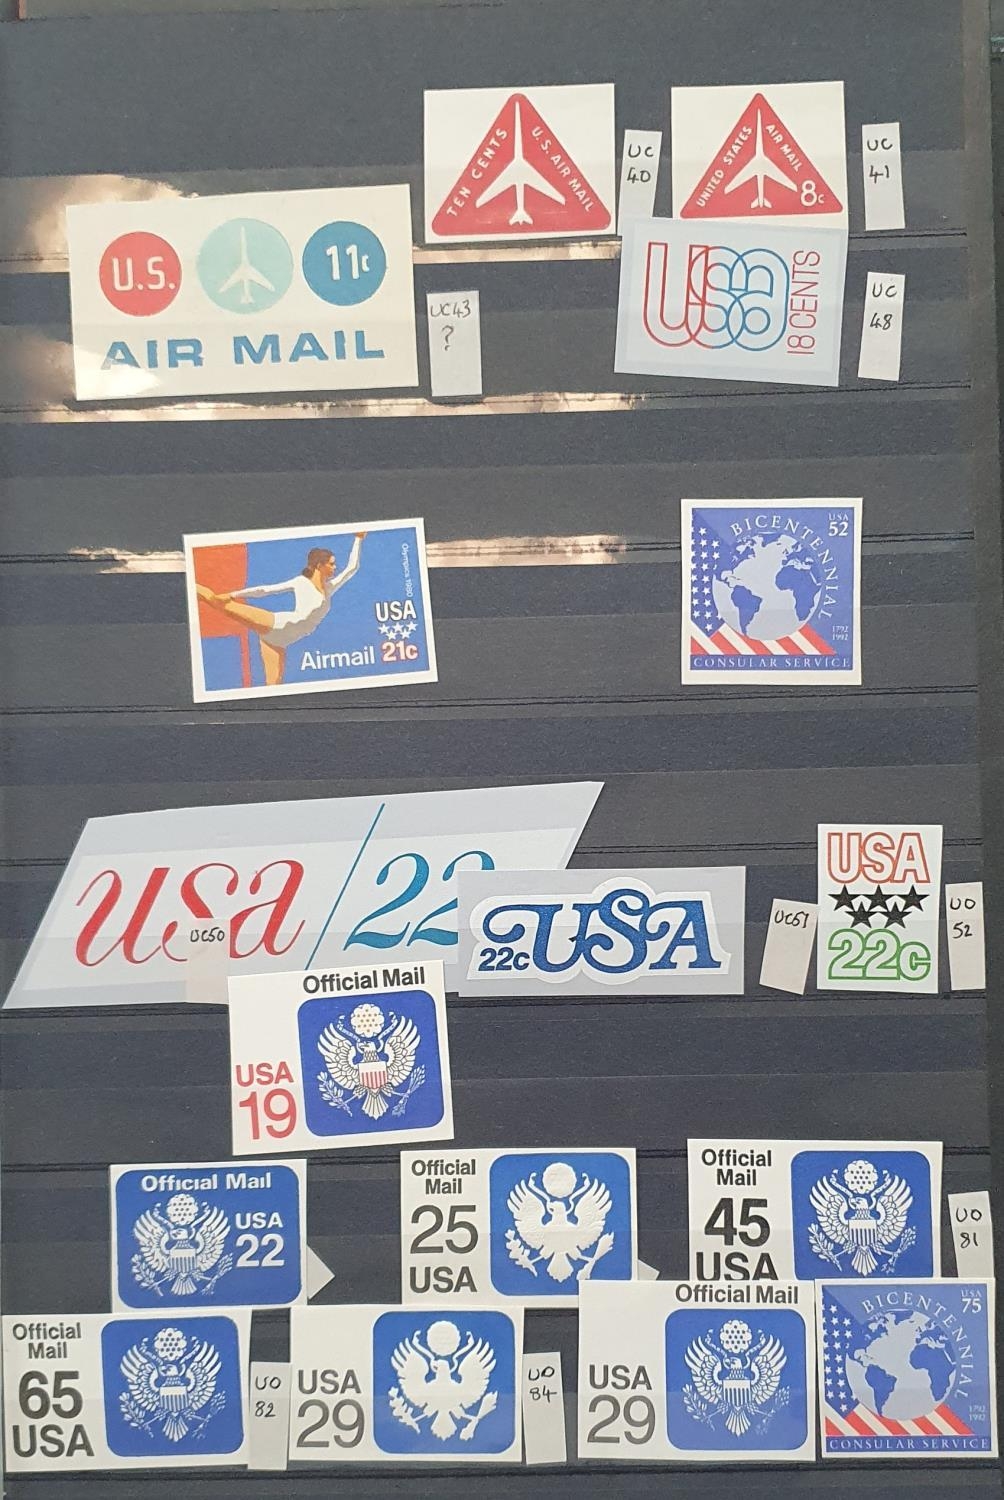 TEN CENTS
U.S. AIR MAIL
UC
40
UNITED STATES
AIR MAIL
8c
UC
41
U.S.
11c
AIR MAIL
UC43
?
USA
18 CENTS
UC
48
Olympics 1980
USA
Airmail 21c
BICENTENNIAL
USA
52
1792
1992
CONSULAR SERVICE
usa/22
UC50
22c USA
UC51
USA
22c
UO
52
Official Mail
USA
19
Official Mail
USA
22
Official
Mail
25
USA
Official
Mail
45
USA
UO
81
Official
Mail
65
USA
UO
82
USA
29
UO
84
Official Mail
USA
29
BICENTENNIAL
USA
75
1792
1992
CONSULAR SERVICE